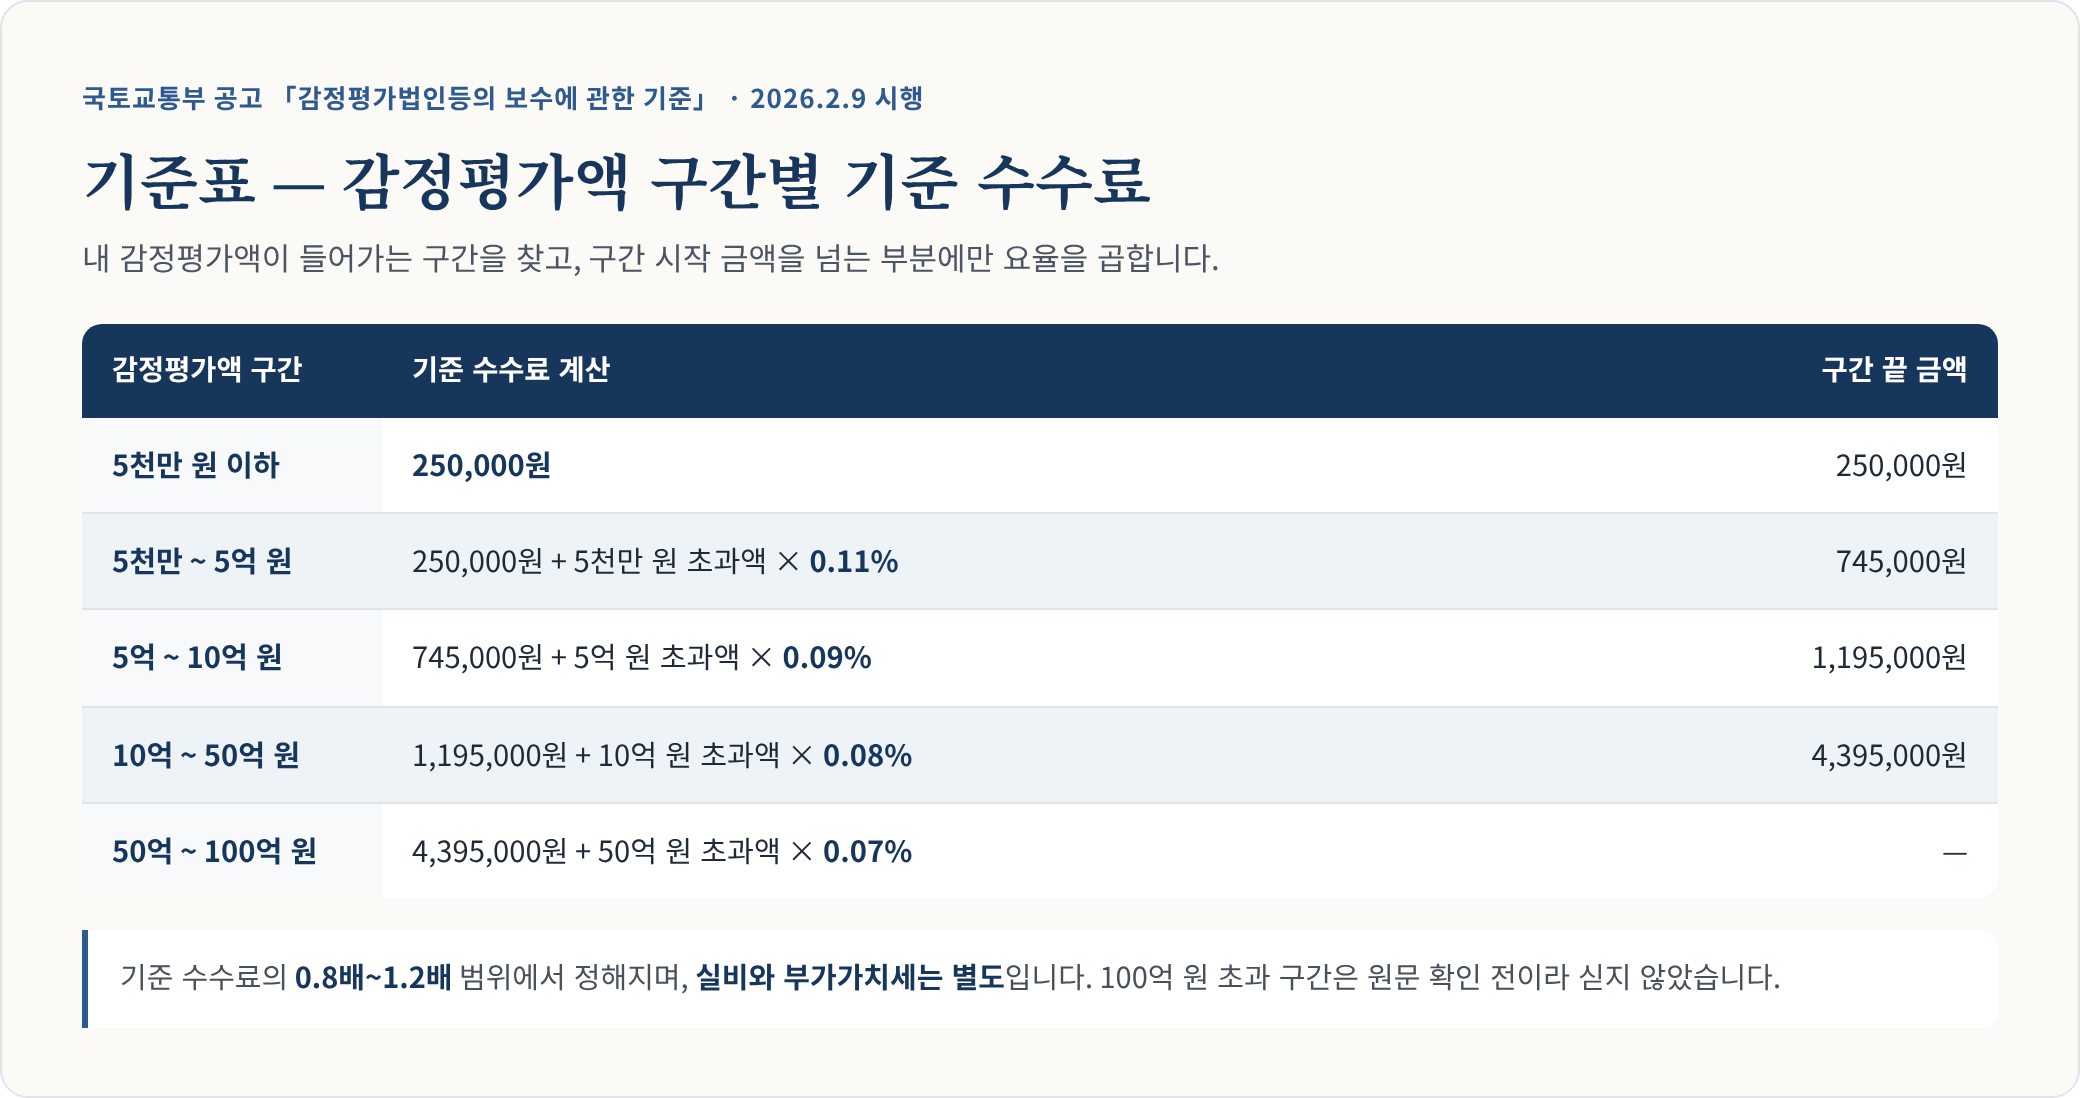 국토교통부 공고 「감정평가법인등의 보수에 관한 기준」 · 2026.2.9 시행
기준표 — 감정평가액 구간별 기준 수수료
내 감정평가액이 들어가는 구간을 찾고, 구간 시작 금액을 넘는 부분에만 요율을 곱합니다.
감정평가액 구간 기준 수수료 계산 구간 끝 금액
5천만 원 이하 250,000원 250,000원
5천만 ~ 5억 원 250,000원 + 5천만 원 초과액 × 0.11% 745,000원
5억 ~ 10억 원 745,000원 + 5억 원 초과액 × 0.09% 1,195,000원
10억 ~ 50억 원 1,195,000원 + 10억 원 초과액 × 0.08% 4,395,000원
50억 ~ 100억 원 4,395,000원 + 50억 원 초과액 × 0.07% —
기준 수수료의 0.8배~1.2배 범위에서 정해지며, 실비와 부가가치세는 별도입니다. 100억 원 초과 구간은 원문 확인 전이라 싣지 않았습니다.